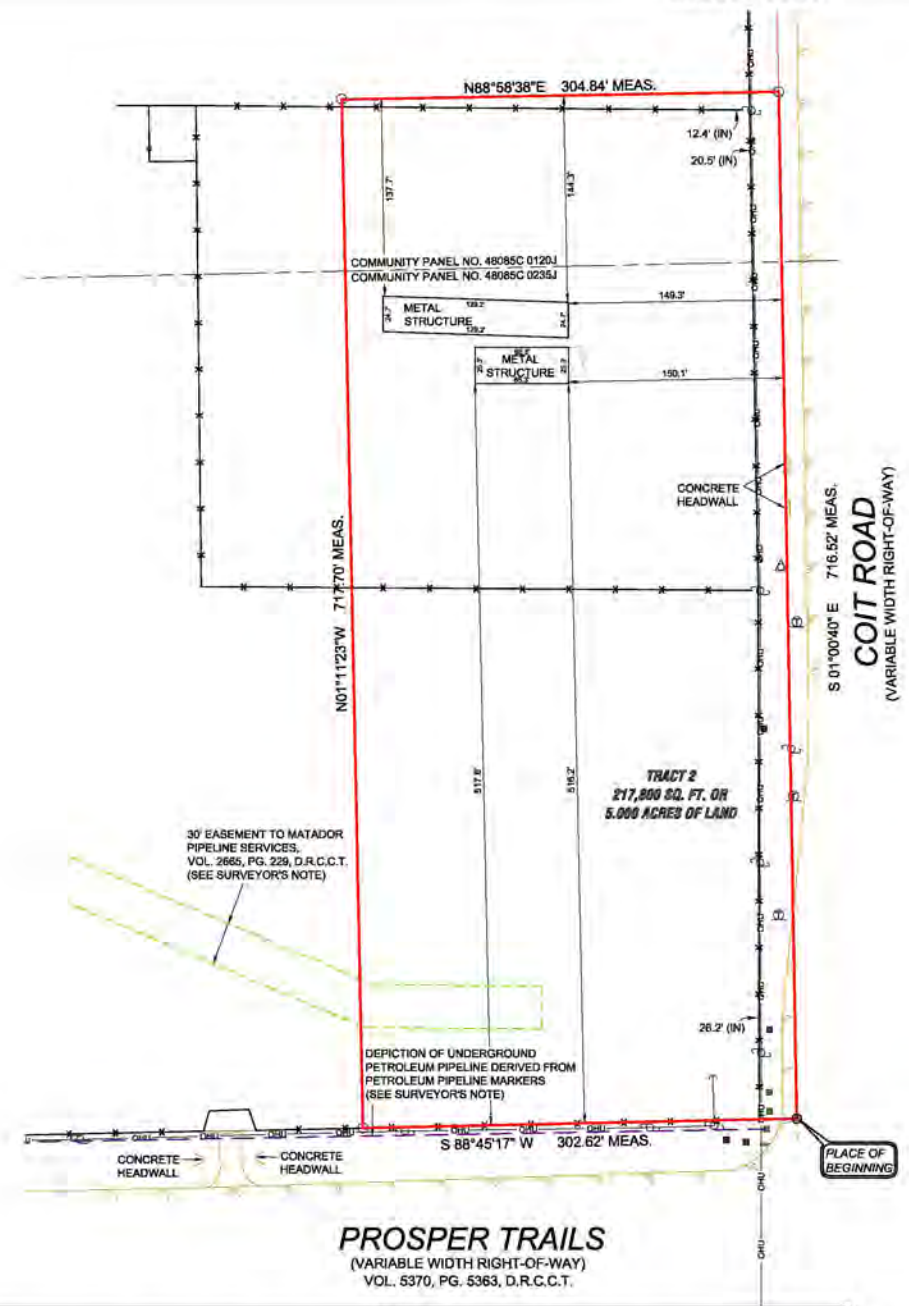 N88°58'38"E 304.84' MEAS.
12.4' (IN)
20.5' (IN)
137.7'
144.3'
COMMUNITY PANEL NO. 48085C 0120J
COMMUNITY PANEL NO. 48085C 0235J
149.3'
METAL
STRUCTURE
METAL
STRUCTURE
150.1'
CONCRETE
HEADWALL
N01°11'23"W 717.70' MEAS.
S 01°00'40" E 716.52' MEAS.
COIT ROAD
(VARIABLE WIDTH RIGHT-OF-WAY)
517.8'
516.2'
TRACT 2
217,800 SQ. FT. OR
5.000 ACRES OF LAND
30' EASEMENT TO MATADOR
PIPELINE SERVICES,
VOL. 2665, PG. 229, D.R.C.C.T.
(SEE SURVEYOR'S NOTE)
26.2' (IN)
DEPICTION OF UNDERGROUND
PETROLEUM PIPELINE DERIVED FROM
PETROLEUM PIPELINE MARKERS
(SEE SURVEYOR'S NOTE)
OHU
S 88°45'17" W 302.62' MEAS.
CONCRETE
HEADWALL
CONCRETE
HEADWALL
PLACE OF
BEGINNING
PROSPER TRAILS
(VARIABLE WIDTH RIGHT-OF-WAY)
VOL. 5370, PG. 5363, D.R.C.C.T.